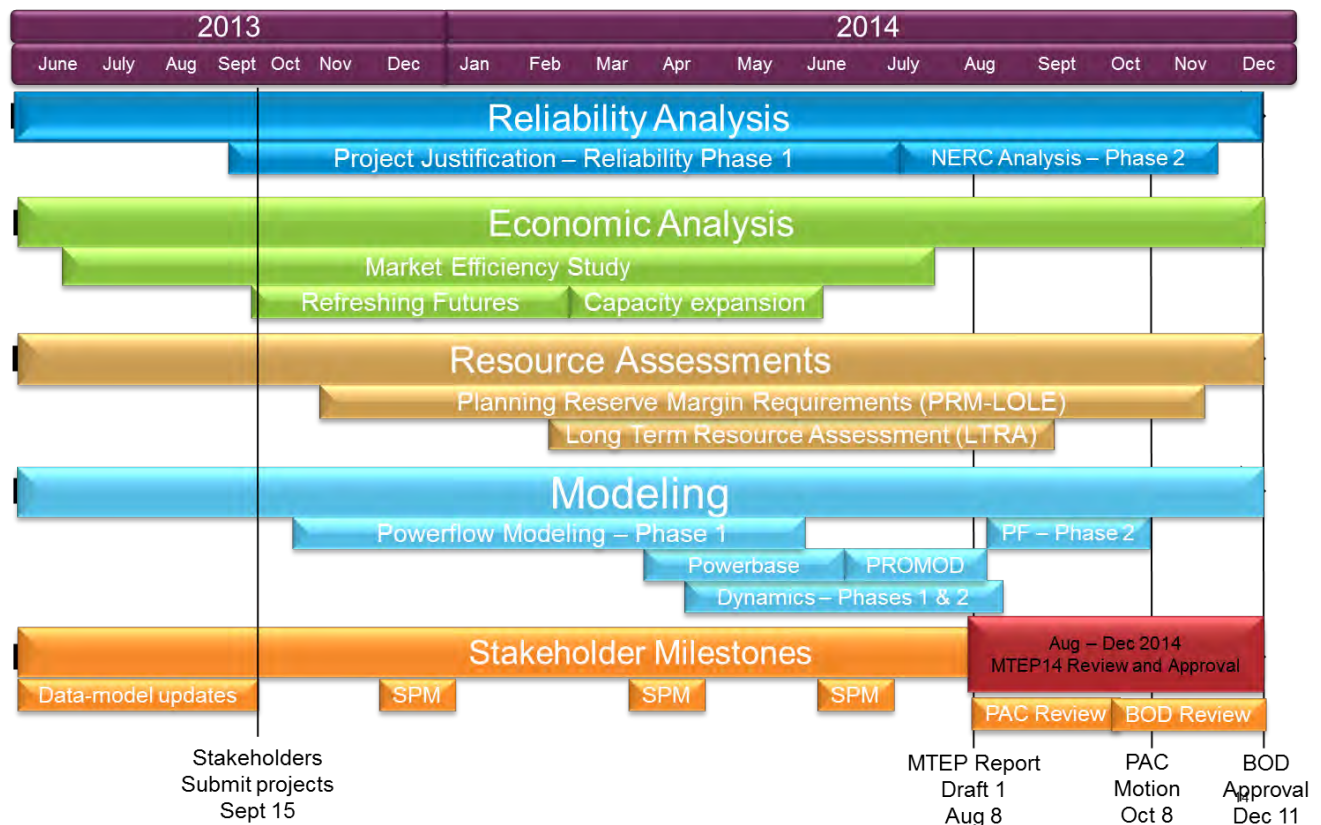 2013
2014
June July Aug Sept Oct Nov Dec Jan Feb Mar Apr May June July Aug Sept Oct Nov Dec
Reliability Analysis
Project Justification – Reliability Phase 1
NERC Analysis – Phase 2
Economic Analysis
Market Efficiency Study
Refreshing Futures
Capacity expansion
Resource Assessments
Planning Reserve Margin Requirements (PRM-LOLE)
Long Term Resource Assessment (LTRA)
Modeling
Powerflow Modeling – Phase 1
PF – Phase 2
Powerbase
PROMOD
Dynamics – Phases 1 & 2
Stakeholder Milestones
Aug – Dec 2014
MTEP14 Review and Approval
Data-model updates
SPM
SPM
SPM
PAC Review
BOD Review
Stakeholders
Submit projects
Sept 15
MTEP Report
Draft 1
Aug 8
PAC
Motion
Oct 8
BOD
Approval
Dec 11
14